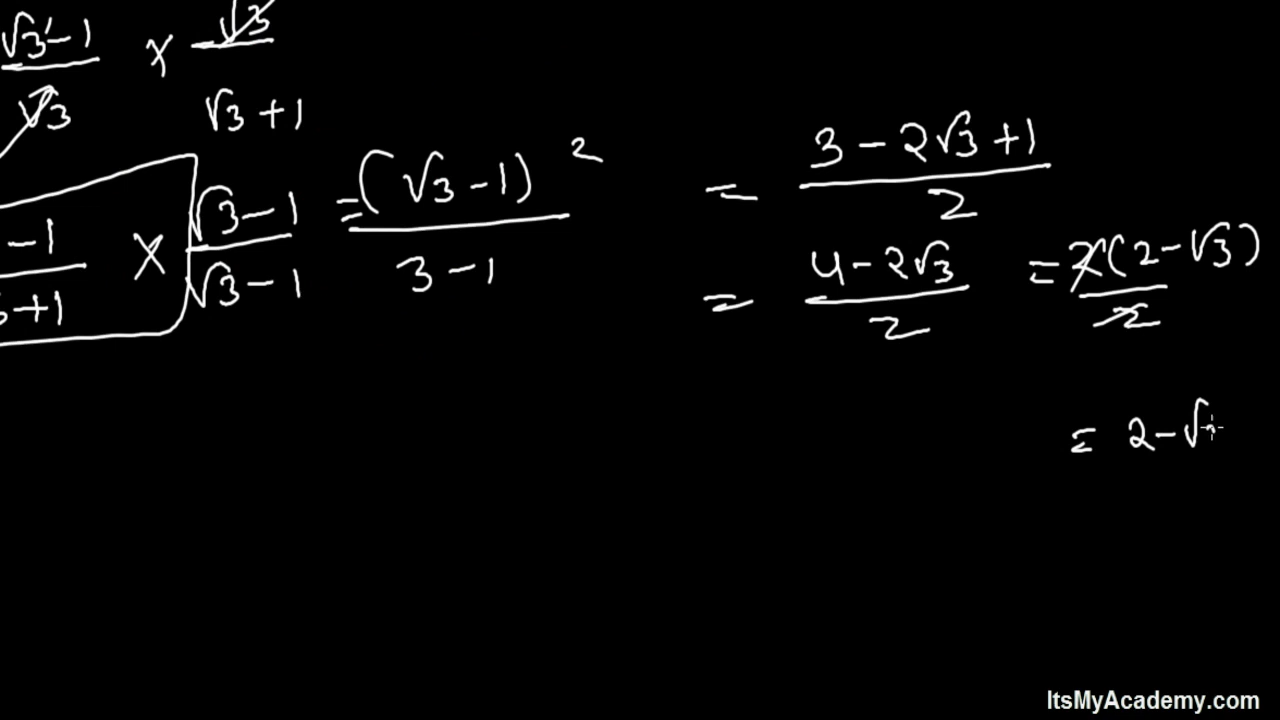 √3 - 1 / √3 × √3 / √3 + 1
-1 / +1 × √3 - 1 / √3 - 1 = (√3 - 1)² / 3 - 1 = 3 - 2√3 + 1 / 2
= 4 - 2√3 / 2 = 2(2 - √3) / 2
= 2 - √
ItsMyAcademy.com